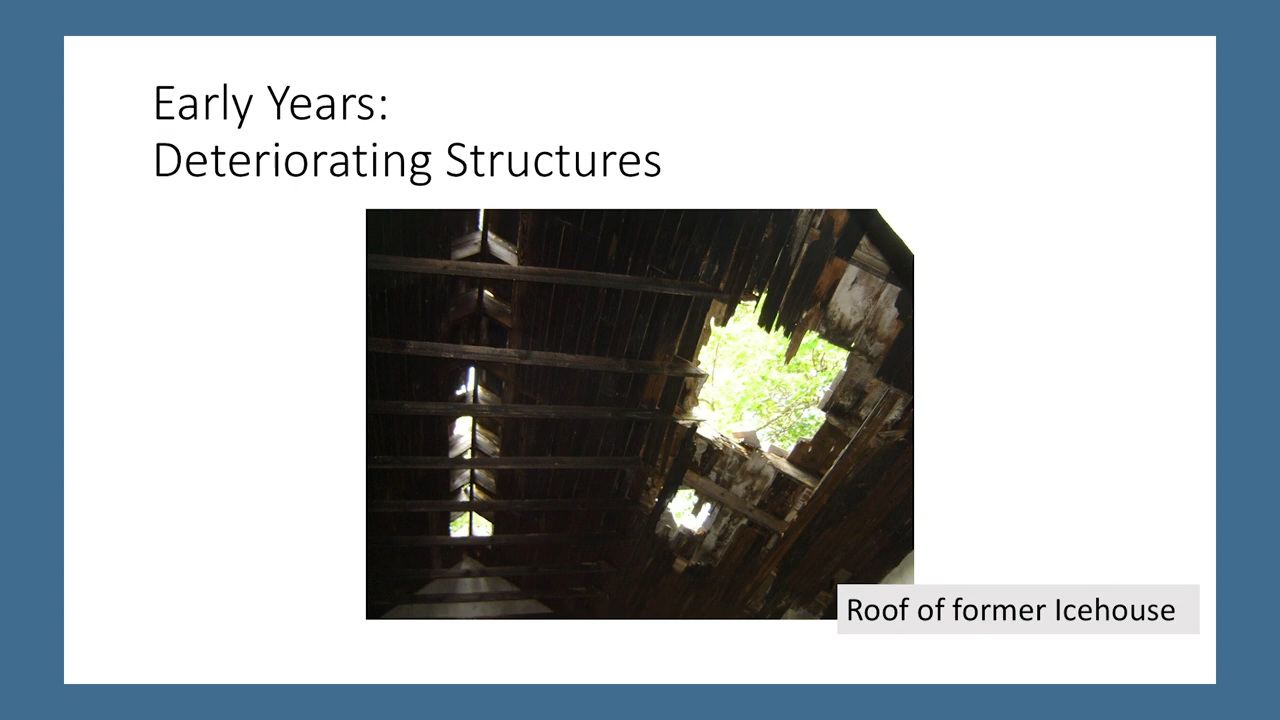 Early Years:
Deteriorating Structures
Roof of former Icehouse